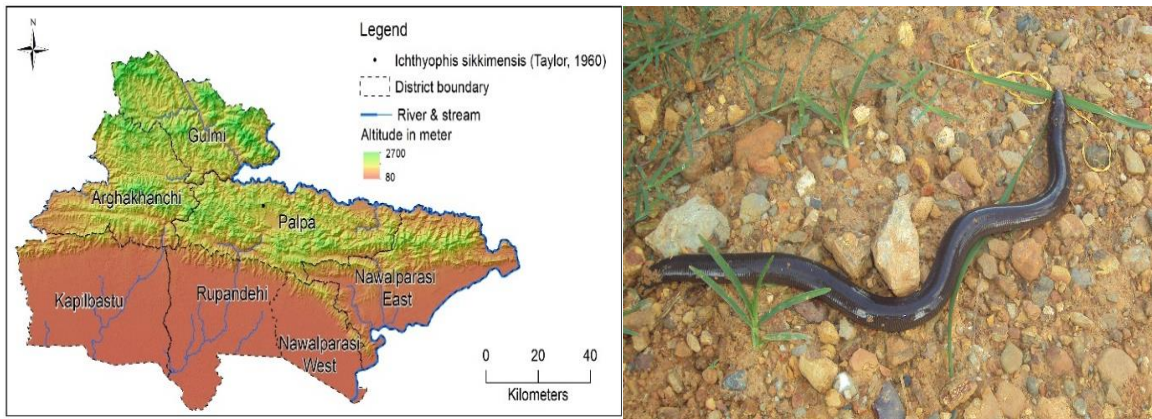 N
Legend
Ichthyophis sikkimensis (Taylor, 1960)
District boundary
River & stream
Altitude in meter
2700
80
Gulmi
Arghakhanchi
Palpa
Nawalparasi
East
Kapilbastu
Rupandehi
Nawalparasi
West
0 20 40
Kilometers